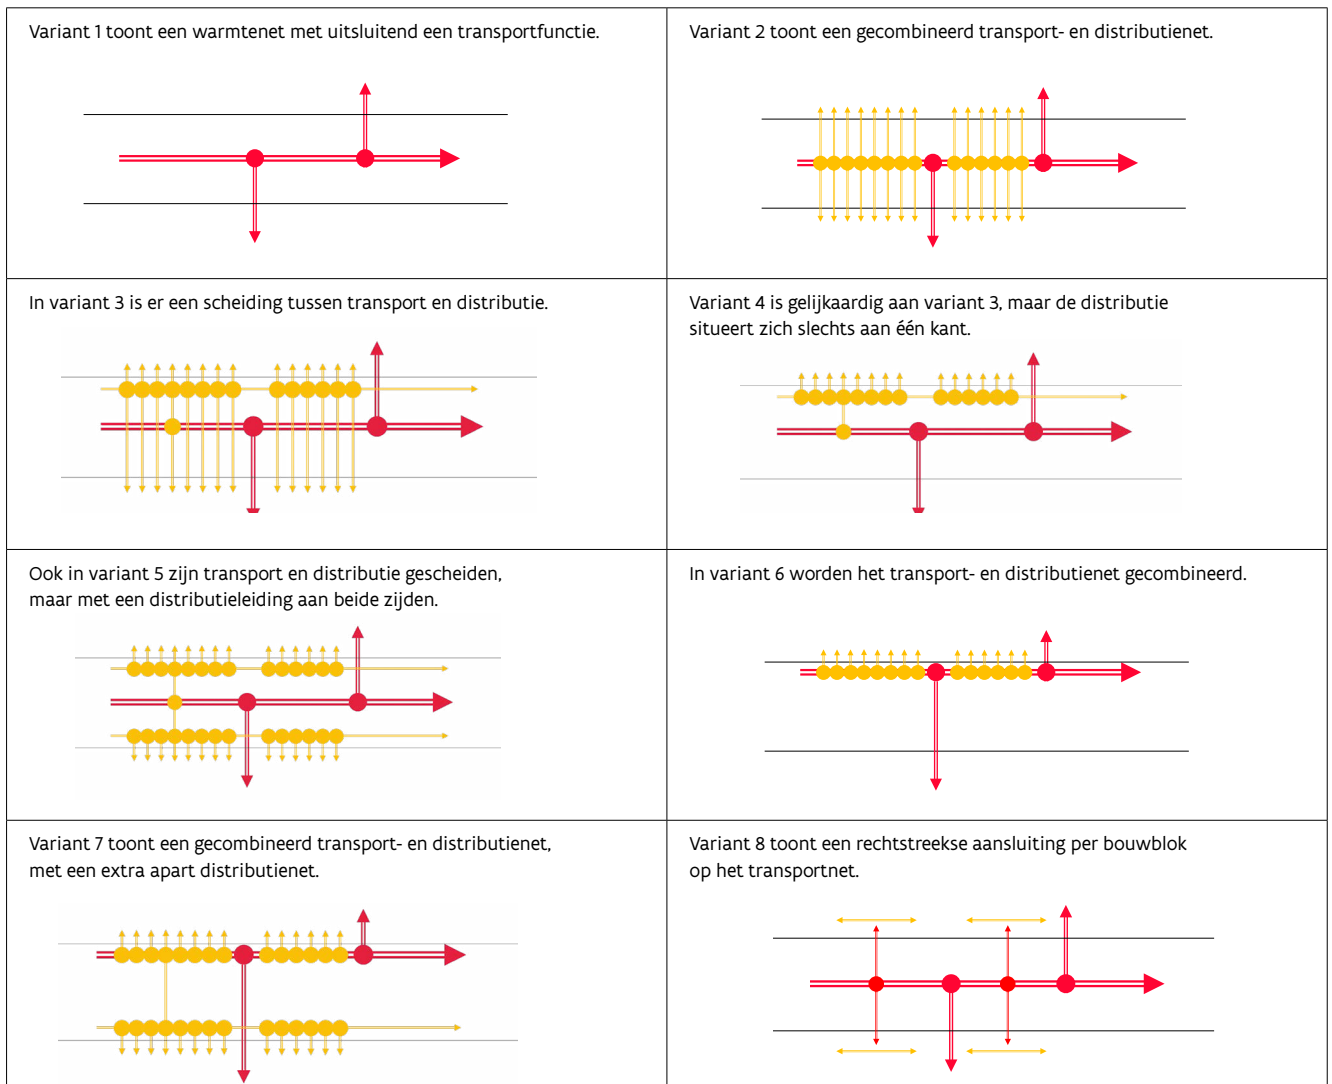 Variant 1 toont een warmtenet met uitsluitend een transportfunctie.
Variant 2 toont een gecombineerd transport- en distributienet.
In variant 3 is er een scheiding tussen transport en distributie.
Variant 4 is gelijkaardig aan variant 3, maar de distributie
situeert zich slechts aan één kant.
Ook in variant 5 zijn transport en distributie gescheiden,
maar met een distributieleiding aan beide zijden.
In variant 6 worden het transport- en distributienet gecombineerd.
Variant 7 toont een gecombineerd transport- en distributienet,
met een extra apart distributienet.
Variant 8 toont een rechtstreekse aansluiting per bouwblok
op het transportnet.